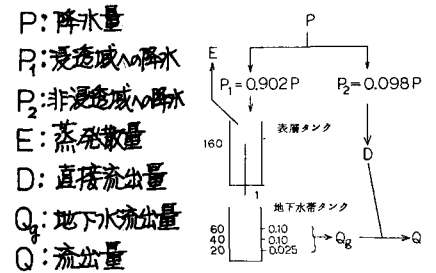 P:降水量
P1:浸透域への降水
P2:非浸透域への降水
E:蒸発散量
D:直接流出量
Qg:地下水流出量
Q:流出量
P
E
P1=0.902P
P2=0.098P
表層タンク
160
D
1
地下水帯タンク
60 0.10
40 0.10
20 0.025
Qg
Q